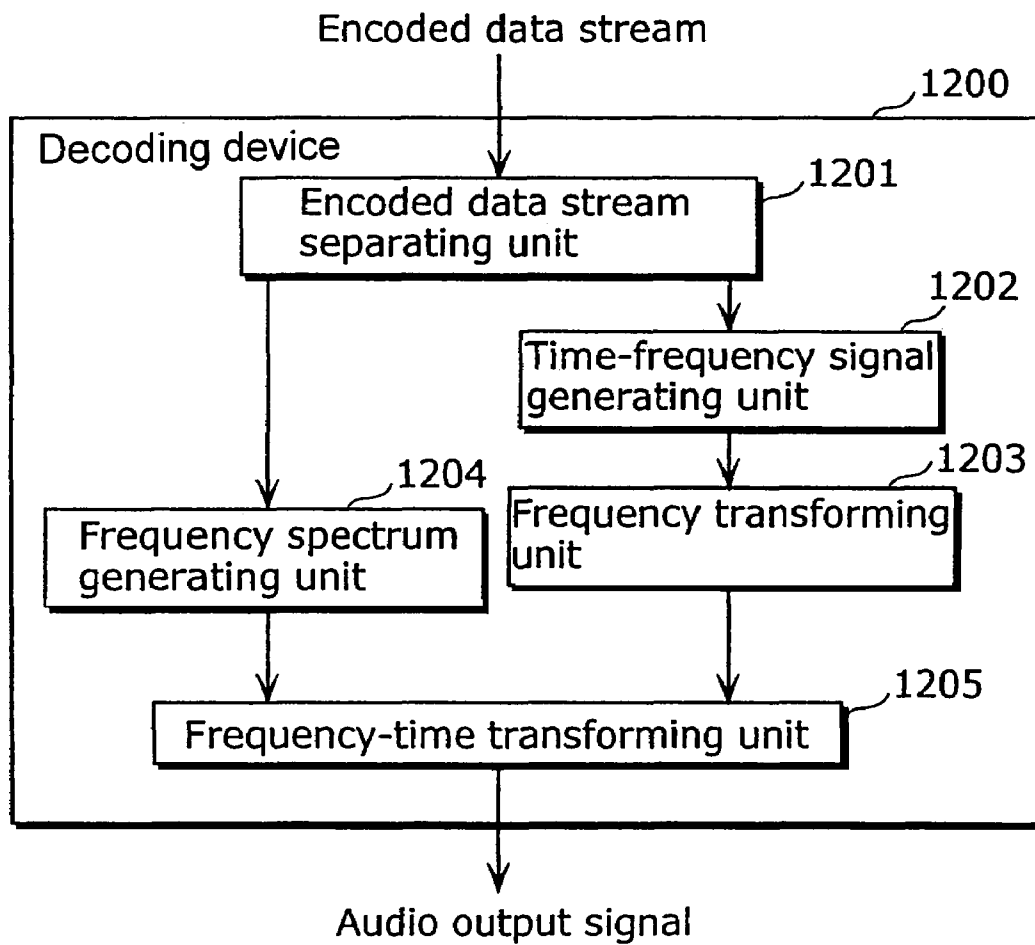 Encoded data stream
1200
Decoding device
1201
Encoded data stream
separating unit
1202
Time-frequency signal
generating unit
1203
Frequency transforming
unit
1204
Frequency spectrum
generating unit
1205
Frequency-time transforming unit
Audio output signal